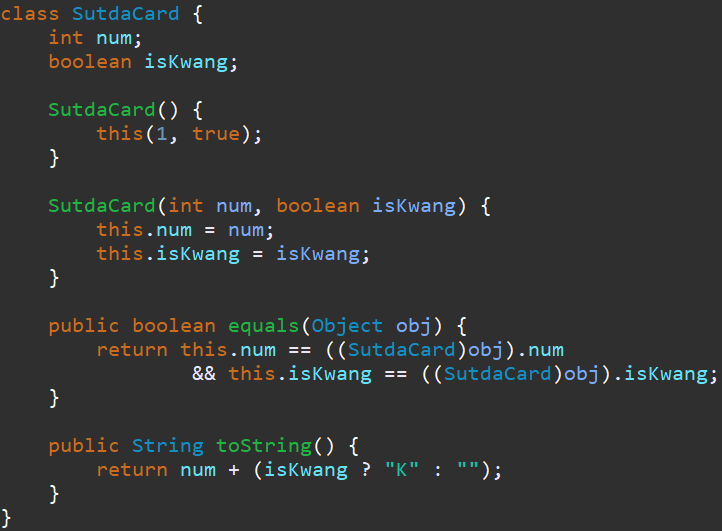 class SutdaCard {
    int num;
    boolean isKwang;

    SutdaCard() {
        this(1, true);
    }

    SutdaCard(int num, boolean isKwang) {
        this.num = num;
        this.isKwang = isKwang;
    }

    public boolean equals(Object obj) {
        return this.num == ((SutdaCard)obj).num
                && this.isKwang == ((SutdaCard)obj).isKwang;
    }

    public String toString() {
        return num + (isKwang ? "K" : "");
    }
}